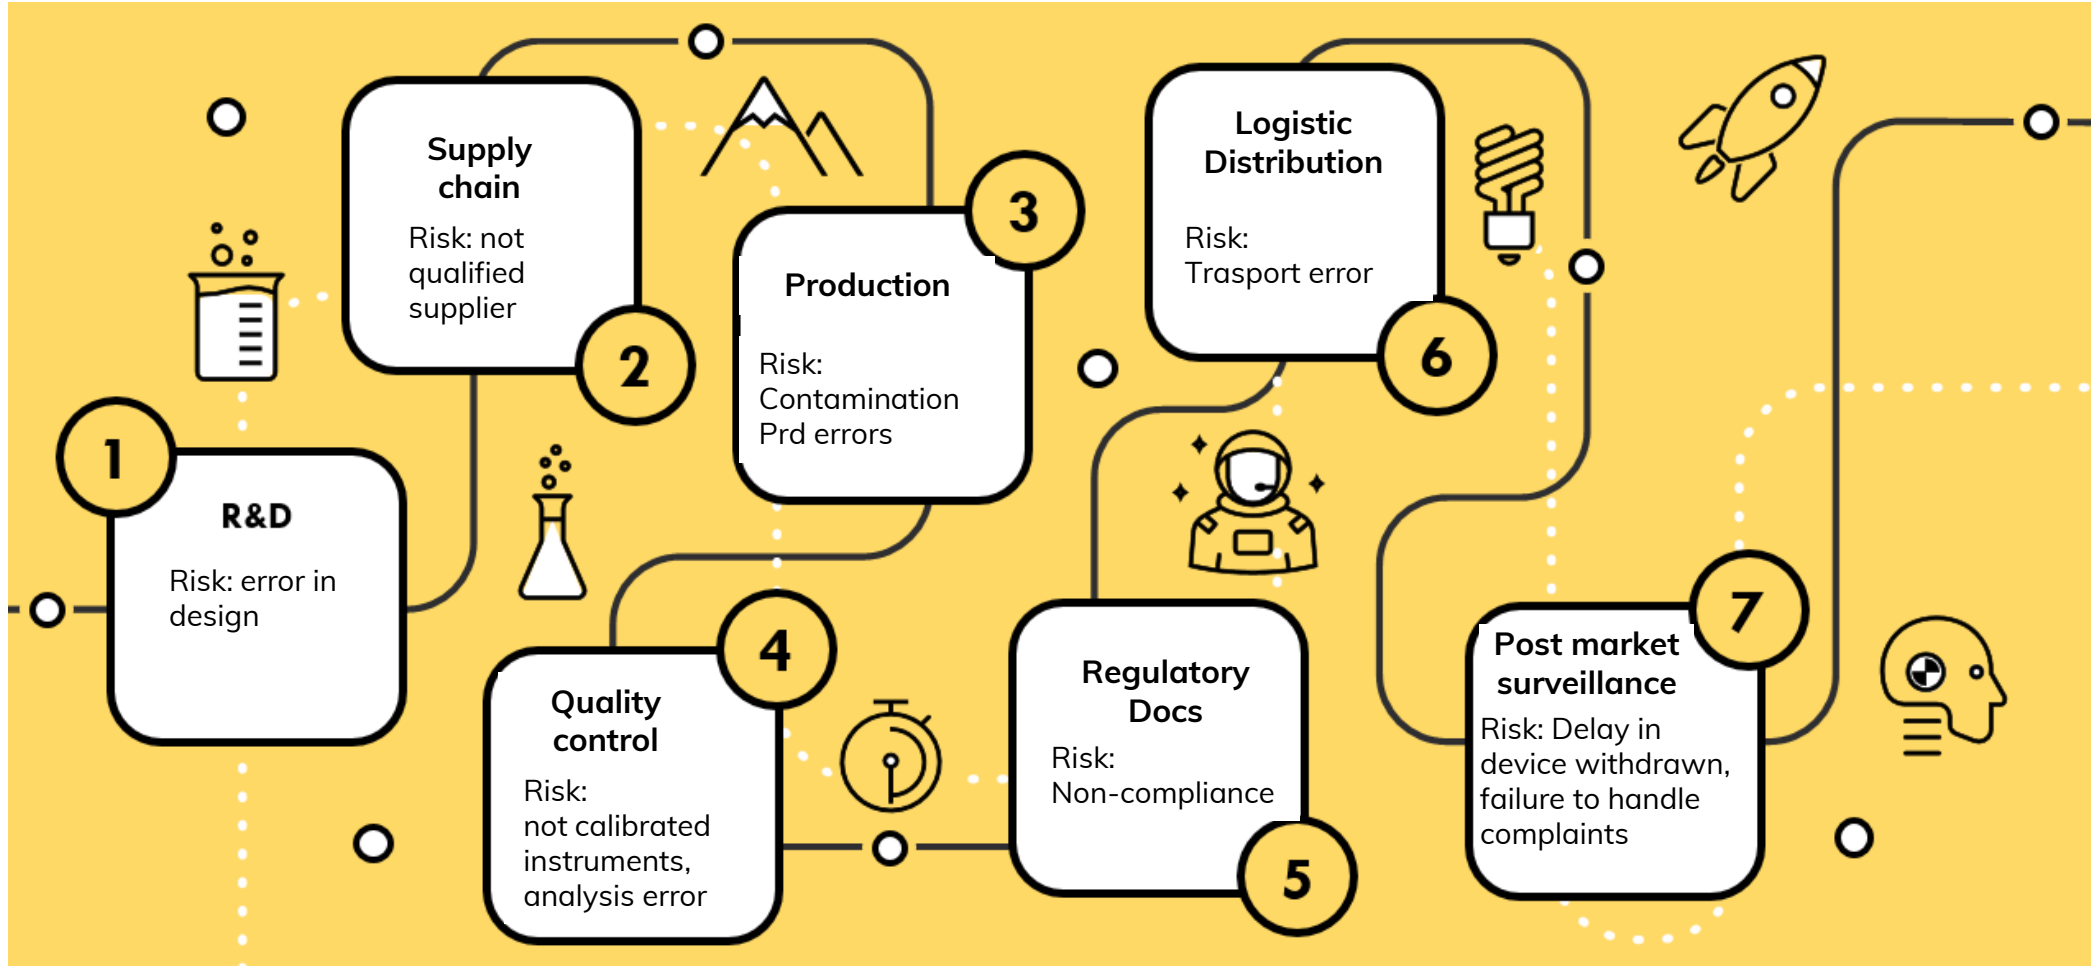 1
R&D
Risk: error in
design
Supply
chain
Risk: not
qualified
supplier
2
3
Production
Risk:
Contamination
Prd errors
4
Quality
control
Risk:
not calibrated
instruments,
analysis error
Regulatory
Docs
Risk:
Non-compliance
5
Logistic
Distribution
Risk:
Trasport error
6
7
Post market
surveillance
Risk: Delay in
device withdrawn,
failure to handle
complaints